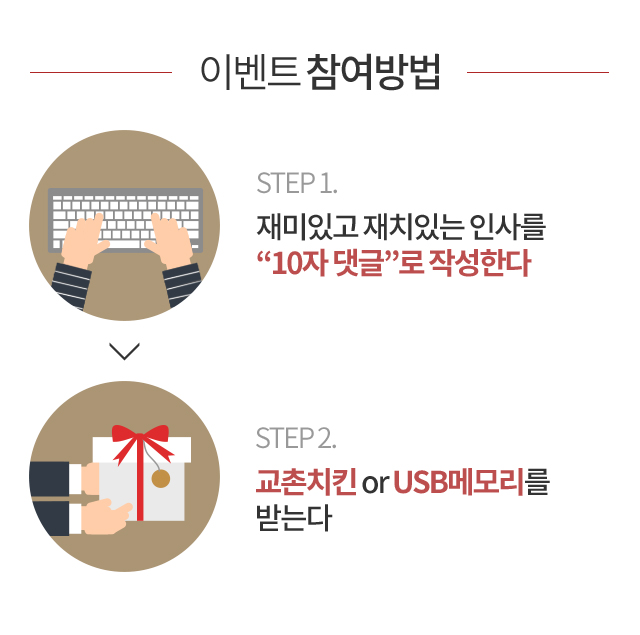 이벤트 참여방법
STEP 1.
재미있고 재치있는 인사를
“10자 댓글”로 작성한다
STEP 2.
교촌치킨 or USB메모리를
받는다